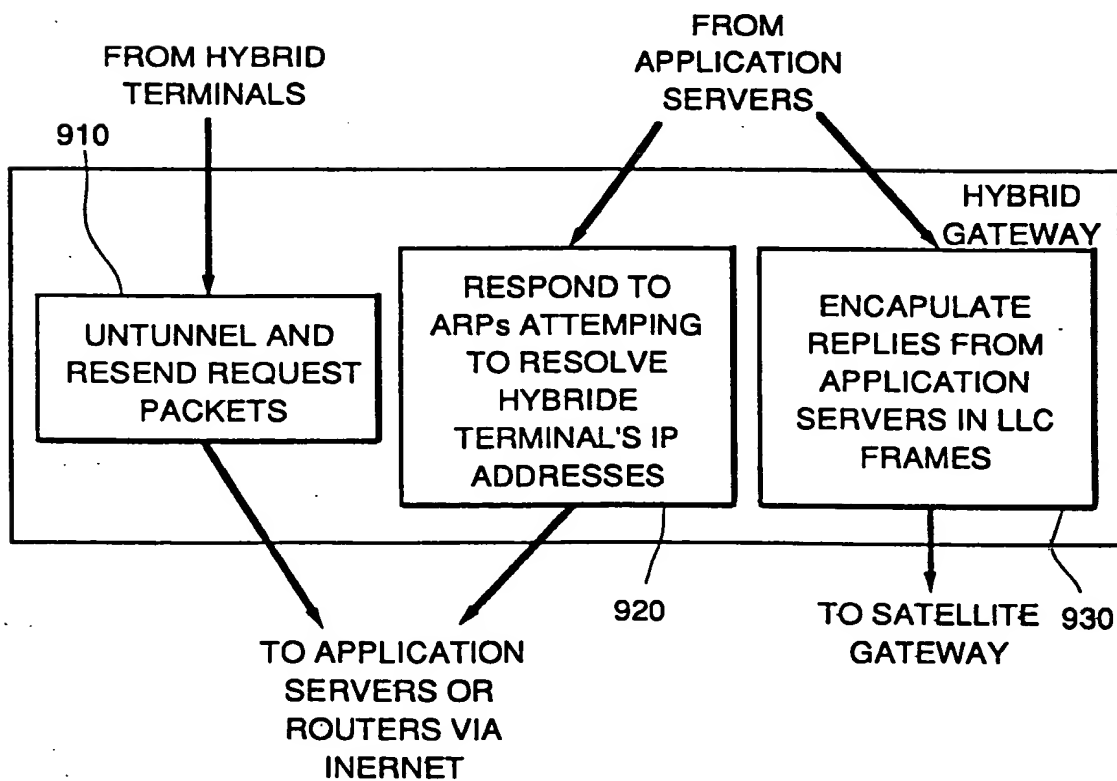 FROM HYBRID
TERMINALS
FROM
APPLICATION
SERVERS
910
HYBRID
GATEWAY
UNTUNNEL AND
RESEND REQUEST
PACKETS
RESPOND TO
ARPs ATTEMPING
TO RESOLVE
HYBRIDE
TERMINAL'S IP
ADDRESSES
ENCAPULATE
REPLIES FROM
APPLICATION
SERVERS IN LLC
FRAMES
920
930
TO APPLICATION
SERVERS OR
ROUTERS VIA
INERNET
TO SATELLITE
GATEWAY